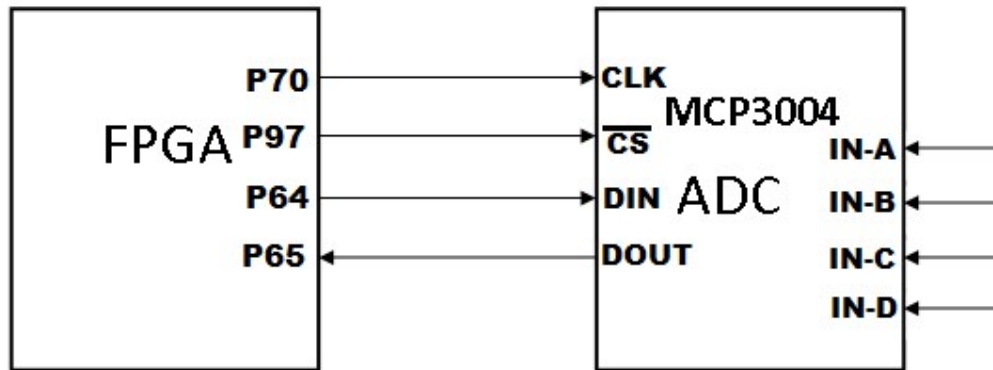 P70
FPGA
P97
P64
P65
CLK
MCP3004
CS
DIN
ADC
DOUT
IN-A
IN-B
IN-C
IN-D